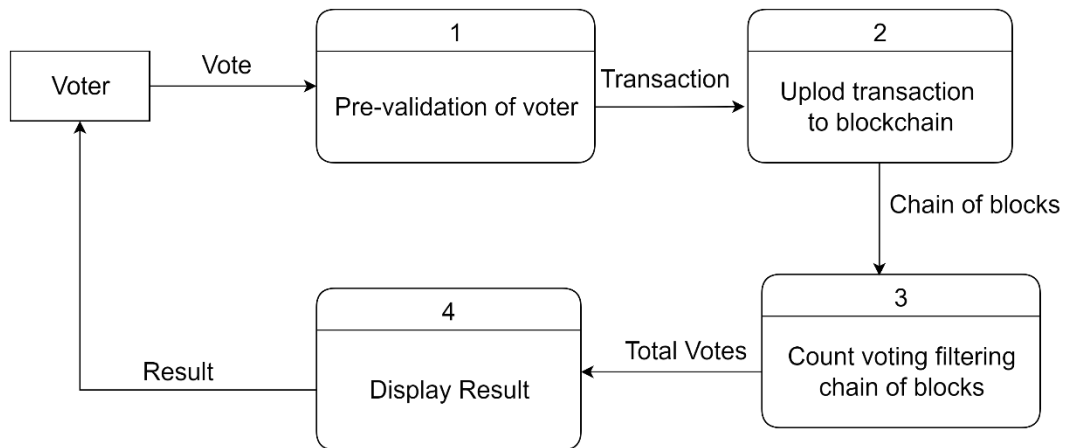 Voter
Vote
1
Pre-validation of voter
Transaction
2
Uplod transaction
to blockchain
Chain of blocks
3
Count voting filtering
chain of blocks
Total Votes
4
Display Result
Result